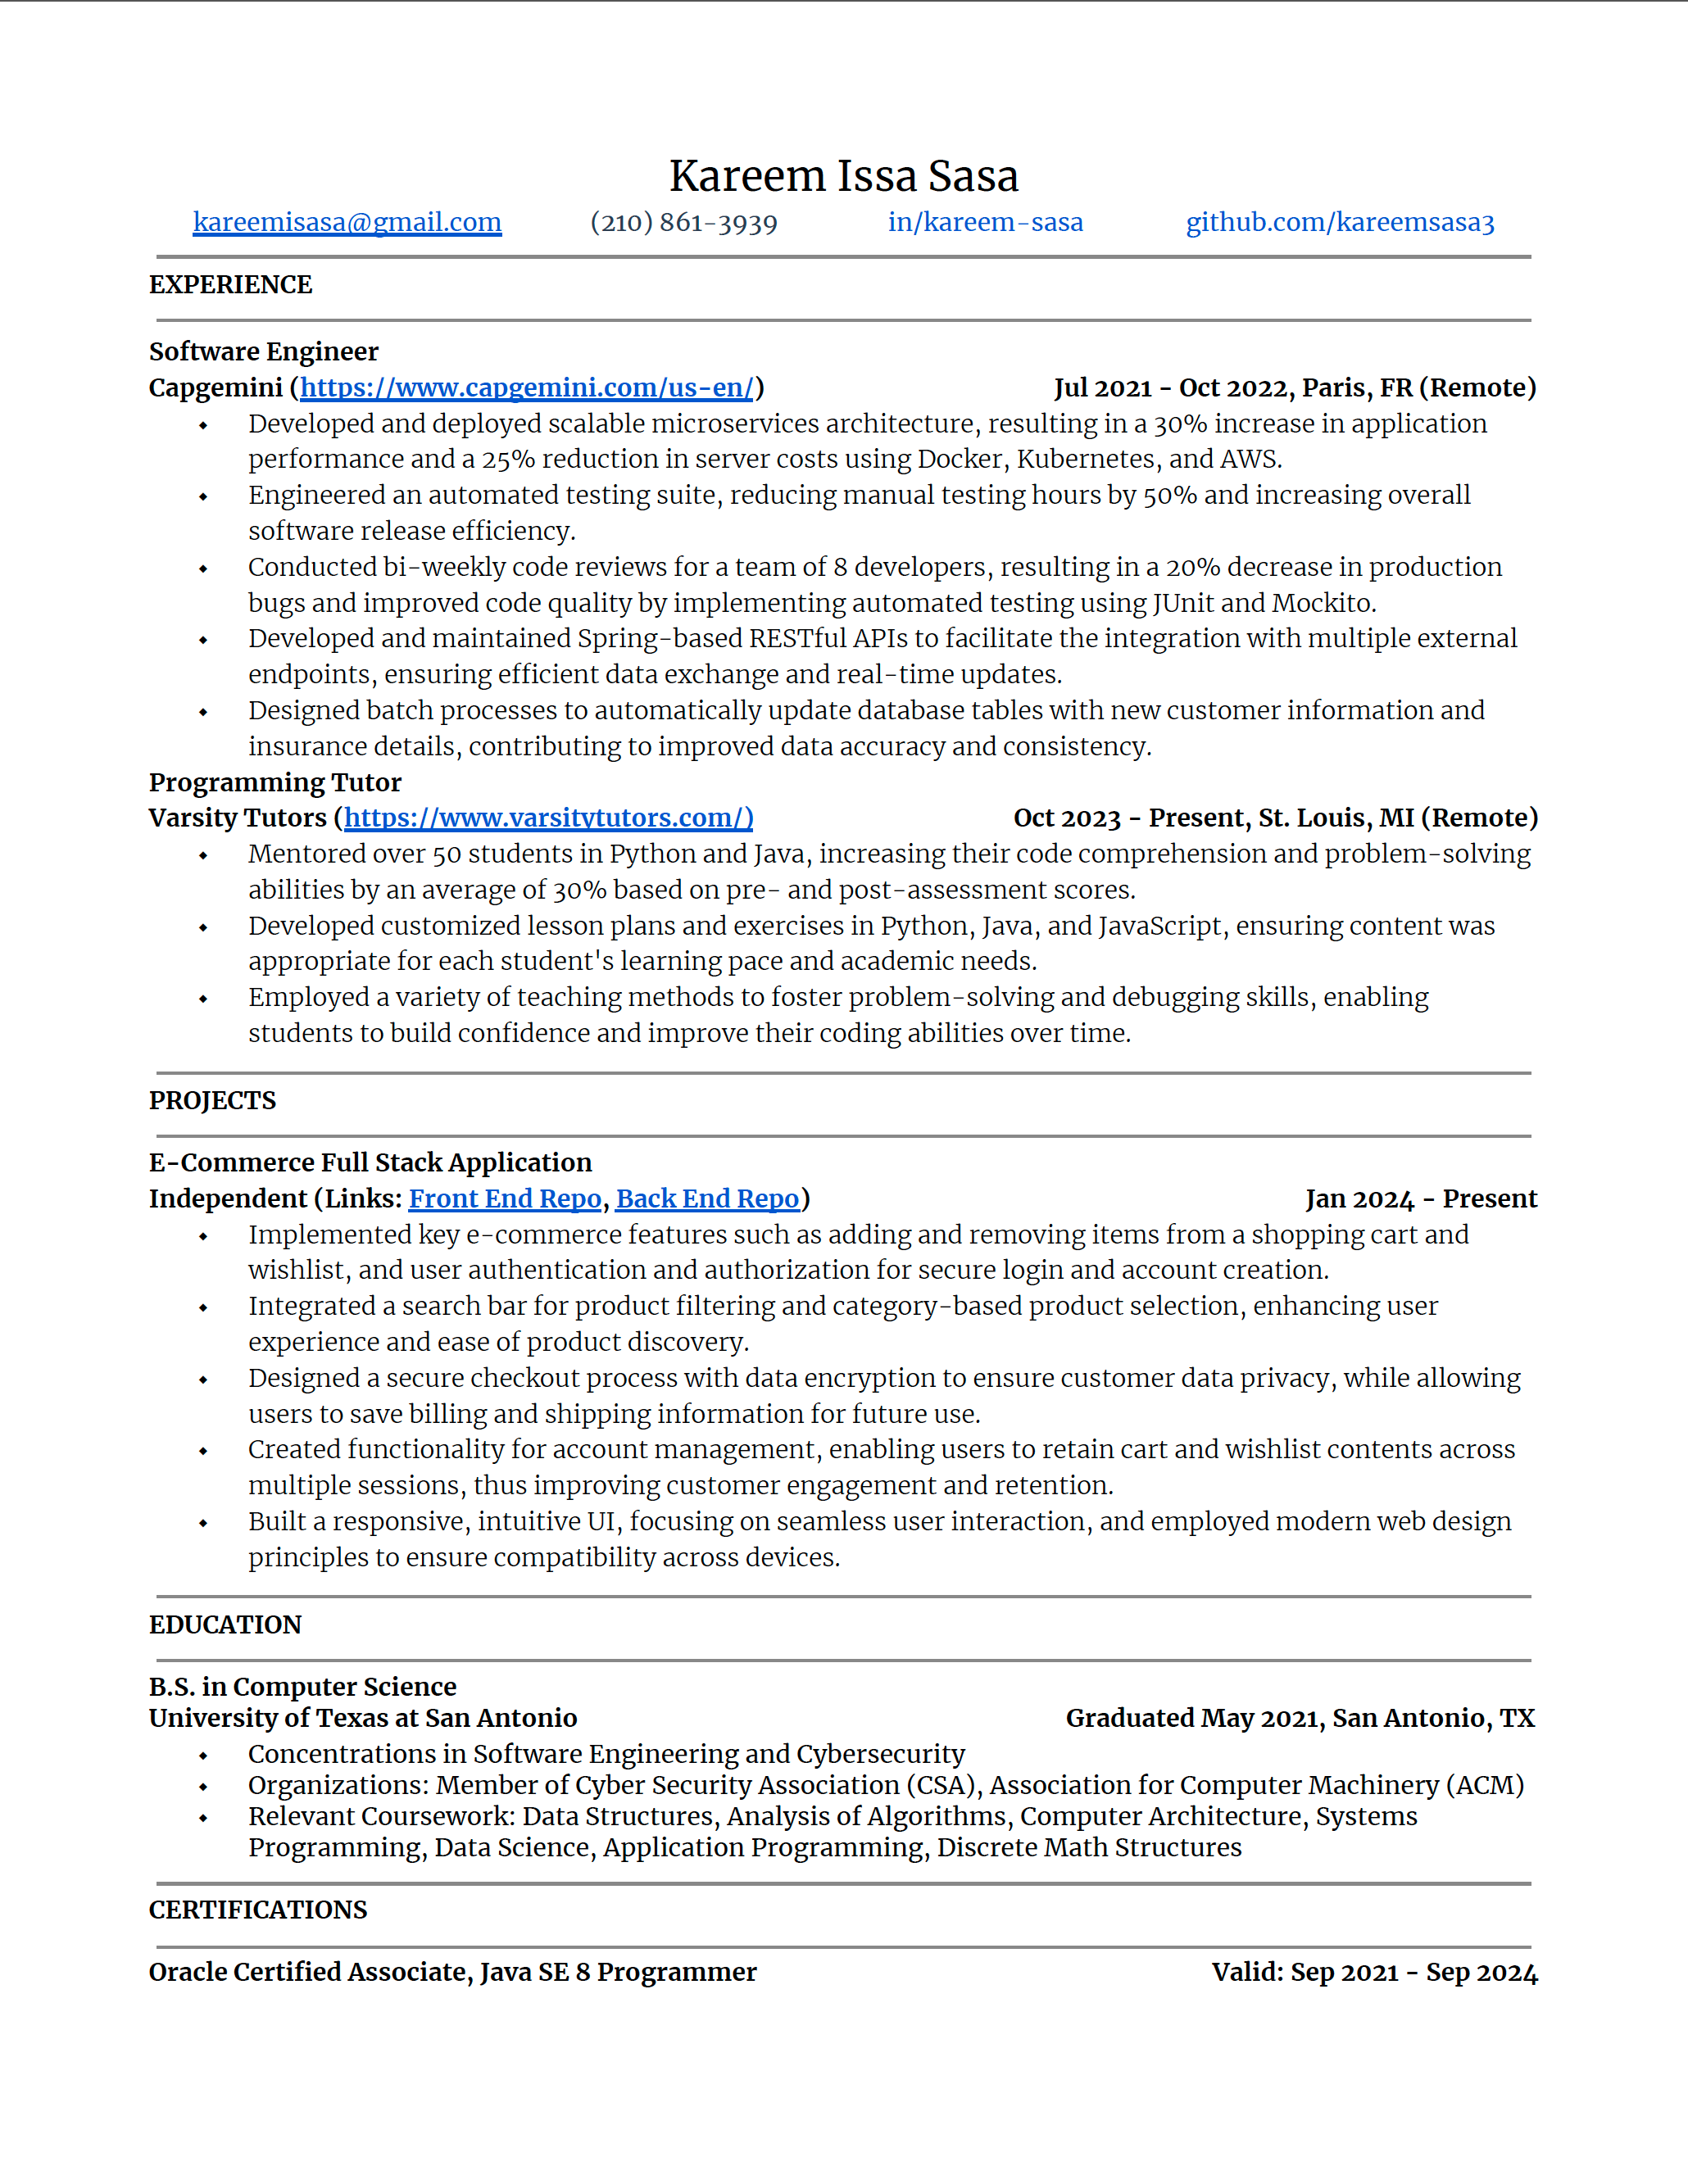 Kareem Issa Sasa
kareemisasa@gmail.com (210) 861-3939 in/kareem-sasa github.com/kareemsasa3
EXPERIENCE
Software Engineer
Capgemini (https://www.capgemini.com/us-en/) Jul 2021 - Oct 2022, Paris, FR (Remote)
• Developed and deployed scalable microservices architecture, resulting in a 30% increase in application
performance and a 25% reduction in server costs using Docker, Kubernetes, and AWS.
• Engineered an automated testing suite, reducing manual testing hours by 50% and increasing overall
software release efficiency.
• Conducted bi-weekly code reviews for a team of 8 developers, resulting in a 20% decrease in production
bugs and improved code quality by implementing automated testing using JUnit and Mockito.
• Developed and maintained Spring-based RESTful APIs to facilitate the integration with multiple external
endpoints, ensuring efficient data exchange and real-time updates.
• Designed batch processes to automatically update database tables with new customer information and
insurance details, contributing to improved data accuracy and consistency.
Programming Tutor
Varsity Tutors (https://www.varsitytutors.com/) Oct 2023 - Present, St. Louis, MI (Remote)
• Mentored over 50 students in Python and Java, increasing their code comprehension and problem-solving
abilities by an average of 30% based on pre- and post-assessment scores.
• Developed customized lesson plans and exercises in Python, Java, and JavaScript, ensuring content was
appropriate for each student's learning pace and academic needs.
• Employed a variety of teaching methods to foster problem-solving and debugging skills, enabling
students to build confidence and improve their coding abilities over time.
PROJECTS
E-Commerce Full Stack Application
Independent (Links: Front End Repo, Back End Repo) Jan 2024 - Present
• Implemented key e-commerce features such as adding and removing items from a shopping cart and
wishlist, and user authentication and authorization for secure login and account creation.
• Integrated a search bar for product filtering and category-based product selection, enhancing user
experience and ease of product discovery.
• Designed a secure checkout process with data encryption to ensure customer data privacy, while allowing
users to save billing and shipping information for future use.
• Created functionality for account management, enabling users to retain cart and wishlist contents across
multiple sessions, thus improving customer engagement and retention.
• Built a responsive, intuitive UI, focusing on seamless user interaction, and employed modern web design
principles to ensure compatibility across devices.
EDUCATION
B.S. in Computer Science
University of Texas at San Antonio Graduated May 2021, San Antonio, TX
• Concentrations in Software Engineering and Cybersecurity
• Organizations: Member of Cyber Security Association (CSA), Association for Computer Machinery (ACM)
• Relevant Coursework: Data Structures, Analysis of Algorithms, Computer Architecture, Systems
Programming, Data Science, Application Programming, Discrete Math Structures
CERTIFICATIONS
Oracle Certified Associate, Java SE 8 Programmer Valid: Sep 2021 - Sep 2024